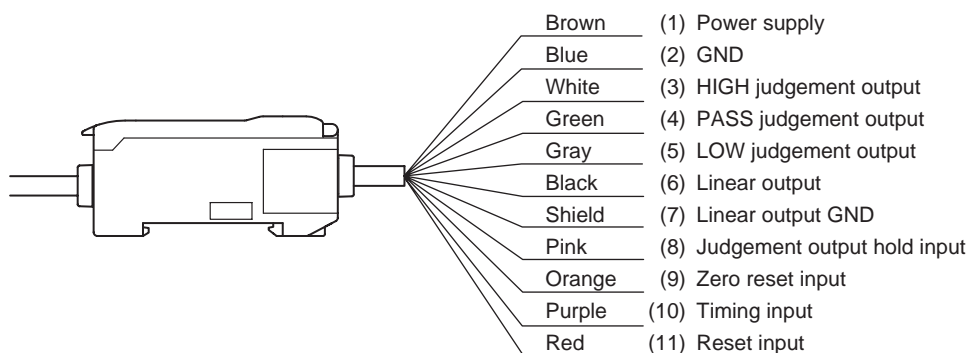 Brown (1) Power supply
Blue (2) GND
White (3) HIGH judgement output
Green (4) PASS judgement output
Gray (5) LOW judgement output
Black (6) Linear output
Shield (7) Linear output GND
Pink (8) Judgement output hold input
Orange (9) Zero reset input
Purple (10) Timing input
Red (11) Reset input